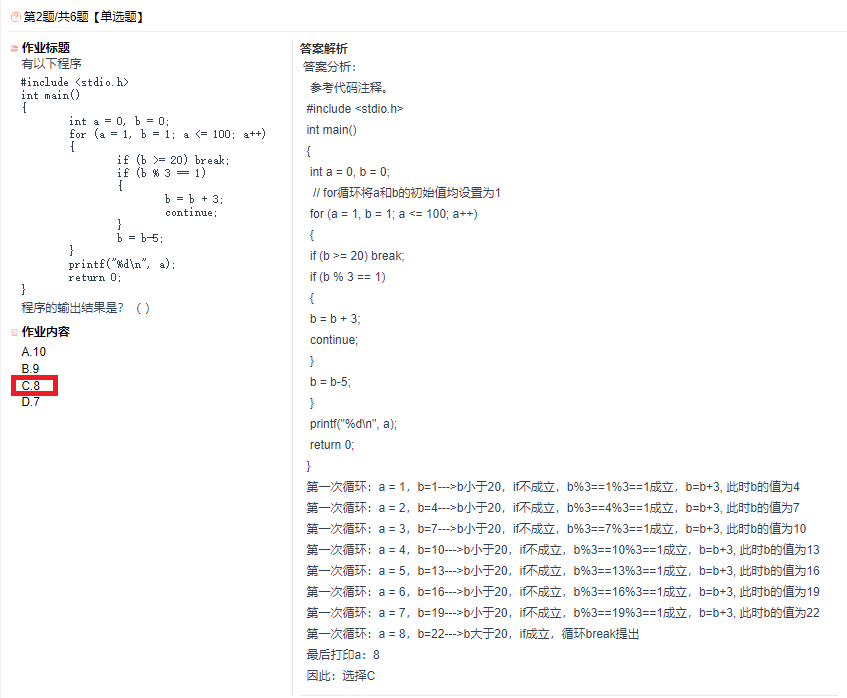 第2题/共6题【单选题】
作业标题
有以下程序
#include <stdio.h>
int main()
{
int a = 0, b = 0;
for (a = 1, b = 1; a <= 100; a++)
{
if (b >= 20) break;
if (b % 3 == 1)
{
b = b + 3;
continue;
}
b = b-5;
}
printf("%d\n", a);
return 0;
}
程序的输出结果是? ( )
作业内容
A.10
B.9
C.8
D.7
答案解析
答案分析:
参考代码注释。
#include <stdio.h>
int main()
{
int a = 0, b = 0;
// for循环将a和b的初始值均设置为1
for (a = 1, b = 1; a <= 100; a++)
{
if (b >= 20) break;
if (b % 3 == 1)
{
b = b + 3;
continue;
}
b = b-5;
}
printf("%d\n", a);
return 0;
}
第一次循环:a = 1，b=1--->b小于20，if不成立，b%3==1%3==1成立，b=b+3, 此时b的值为4
第一次循环:a = 2，b=4--->b小于20，if不成立，b%3==4%3==1成立，b=b+3, 此时b的值为7
第一次循环:a = 3，b=7--->b小于20，if不成立，b%3==7%3==1成立，b=b+3, 此时b的值为10
第一次循环:a = 4，b=10--->b小于20，if不成立，b%3==10%3==1成立，b=b+3, 此时b的值为13
第一次循环:a = 5，b=13--->b小于20，if不成立，b%3==13%3==1成立，b=b+3, 此时b的值为16
第一次循环:a = 6，b=16--->b小于20，if不成立，b%3==16%3==1成立，b=b+3, 此时b的值为19
第一次循环:a = 7，b=19--->b小于20，if不成立，b%3==19%3==1成立，b=b+3, 此时b的值为22
第一次循环:a = 8，b=22--->b大于20，if成立，循环break提出
最后打印a:8
因此:选择C